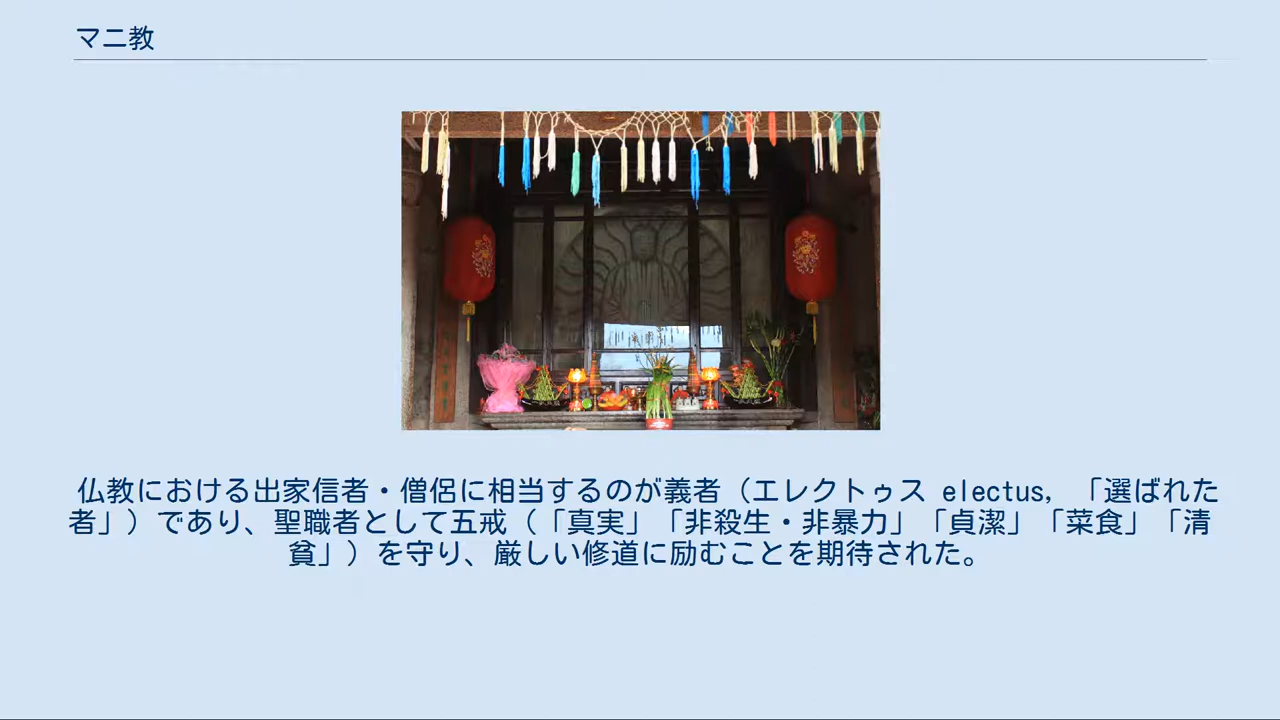 マニ教
仏教における出家信者・僧侶に相当するのが義者（エレクトゥス electus, 「選ばれた
者」）であり、聖職者として五戒（「真実」「非殺生・非暴力」「貞潔」「菜食」「清
貧」）を守り、厳しい修道に励むことを期待された。